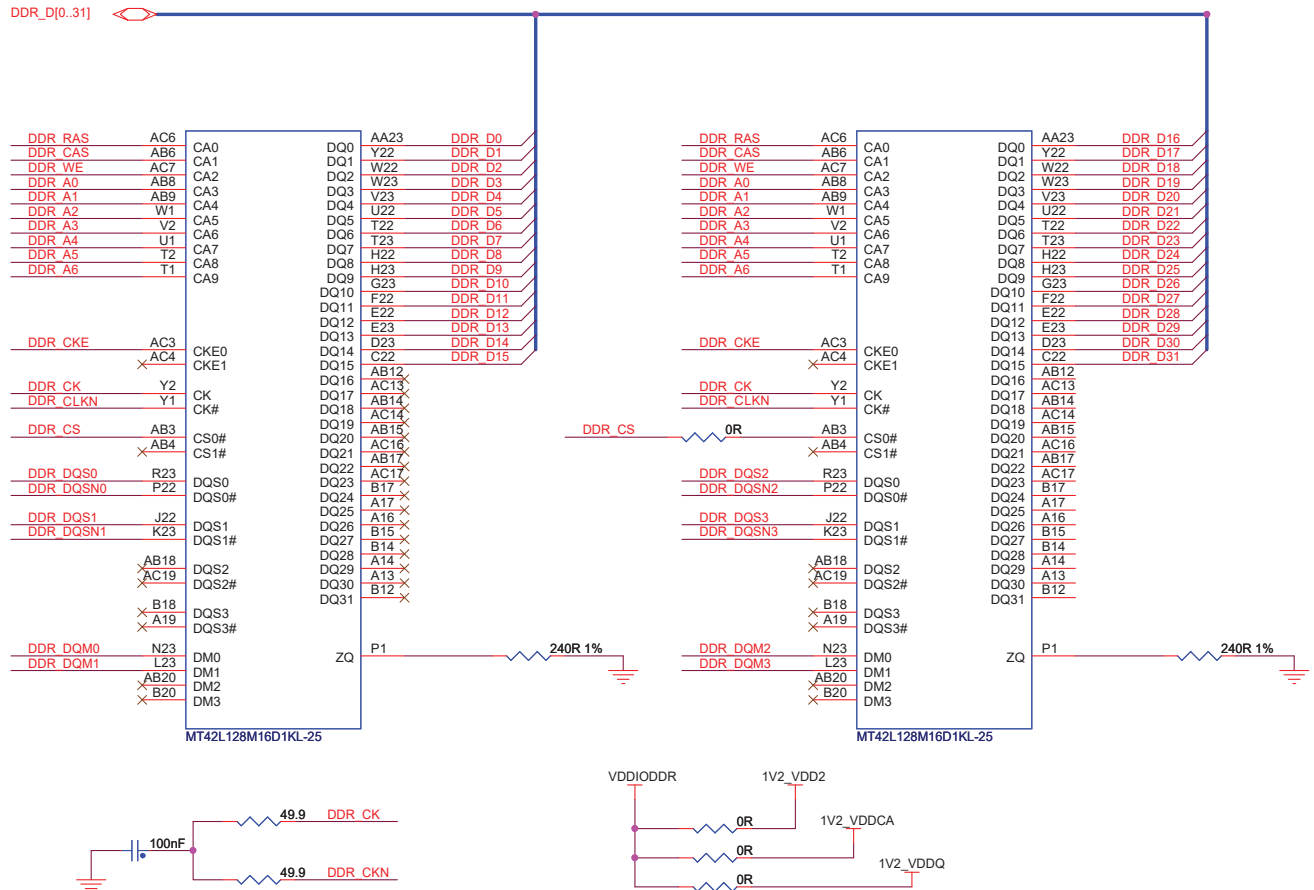 DDR_D[0..31]
DDR_RAS AC6 CA0 DQ0 AA23 DDR_D0
DDR_CAS AB6 CA1 DQ1 Y22 DDR_D1
DDR_WE AC7 CA2 DQ2 W22 DDR_D2
DDR_A0 AB8 CA3 DQ3 W23 DDR_D3
DDR_A1 AB9 CA4 DQ4 V23 DDR_D4
DDR_A2 W1 CA5 DQ5 U22 DDR_D5
DDR_A3 V2 CA6 DQ6 T22 DDR_D6
DDR_A4 U1 CA7 DQ7 T23 DDR_D7
DDR_A5 T2 CA8 DQ8 H22 DDR_D8
DDR_A6 T1 CA9 DQ9 H23 DDR_D9
DQ10 G23 DDR_D10
DQ11 F22 DDR_D11
DQ12 E22 DDR_D12
DQ13 E23 DDR_D13
DDR_CKE AC3 CKE0 DQ14 D23 DDR_D14
AC4 CKE1 DQ15 C22 DDR_D15
DQ16 AB12
DDR_CK Y2 CK DQ17 AC13
DDR_CLKN Y1 CK# DQ18 AB14
DQ19 AC14
DDR_CS AB3 CS0# DQ20 AB15
AB4 CS1# DQ21 AC16
DQ22 AB17
DDR_DQS0 R23 DQS0 DQ23 AC17
DDR_DQSN0 P22 DQS0# DQ24 B17
DQ25 A17
DDR_DQS1 J22 DQS1 DQ26 A16
DDR_DQSN1 K23 DQS1# DQ27 B15
DQ28 B14
AB18 DQS2 DQ29 A14
AC19 DQS2# DQ30 A13
DQ31 B12
B18 DQS3
A19 DQS3#
DDR_DQM0 N23 DM0 ZQ P1 240R 1%
DDR_DQM1 L23 DM1
AB20 DM2
B20 DM3
MT42L128M16D1KL-25
DDR_RAS AC6 CA0 DQ0 AA23 DDR_D16
DDR_CAS AB6 CA1 DQ1 Y22 DDR_D17
DDR_WE AC7 CA2 DQ2 W22 DDR_D18
DDR_A0 AB8 CA3 DQ3 W23 DDR_D19
DDR_A1 AB9 CA4 DQ4 V23 DDR_D20
DDR_A2 W1 CA5 DQ5 U22 DDR_D21
DDR_A3 V2 CA6 DQ6 T22 DDR_D22
DDR_A4 U1 CA7 DQ7 T23 DDR_D23
DDR_A5 T2 CA8 DQ8 H22 DDR_D24
DDR_A6 T1 CA9 DQ9 H23 DDR_D25
DQ10 G23 DDR_D26
DQ11 F22 DDR_D27
DQ12 E22 DDR_D28
DQ13 E23 DDR_D29
DDR_CKE AC3 CKE0 DQ14 D23 DDR_D30
AC4 CKE1 DQ15 C22 DDR_D31
DQ16 AB12
DDR_CK Y2 CK DQ17 AC13
DDR_CLKN Y1 CK# DQ18 AB14
DQ19 AC14
DDR_CS 0R AB3 CS0# DQ20 AB15
AB4 CS1# DQ21 AC16
DQ22 AB17
DDR_DQS2 R23 DQS0 DQ23 AC17
DDR_DQSN2 P22 DQS0# DQ24 B17
DQ25 A17
DDR_DQS3 J22 DQS1 DQ26 A16
DDR_DQSN3 K23 DQS1# DQ27 B15
DQ28 B14
AB18 DQS2 DQ29 A14
AC19 DQS2# DQ30 A13
DQ31 B12
B18 DQS3
A19 DQS3#
DDR_DQM2 N23 DM0 ZQ P1 240R 1%
DDR_DQM3 L23 DM1
AB20 DM2
B20 DM3
MT42L128M16D1KL-25
49.9 DDR_CK
100nF
49.9 DDR_CKN
VDDIODDR 1V2_VDD2
0R 1V2_VDDCA
0R 1V2_VDDQ
0R